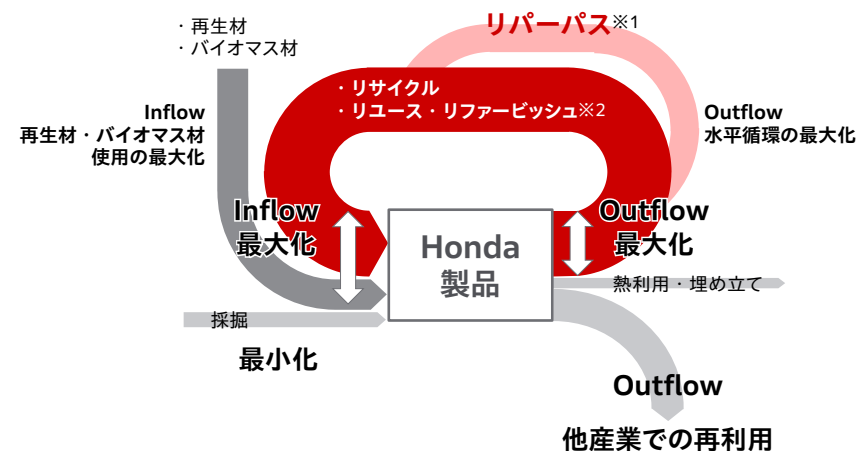 リパーパス※1
・再生材
・バイオマス材
・リサイクル
・リユース・リファービッシュ※2
Inflow
再生材・バイオマス材
使用の最大化
Outflow
水平循環の最大化
Inflow
最大化
Honda
製品
Outflow
最大化
熱利用・埋め立て
採掘
最小化
Outflow
他産業での再利用